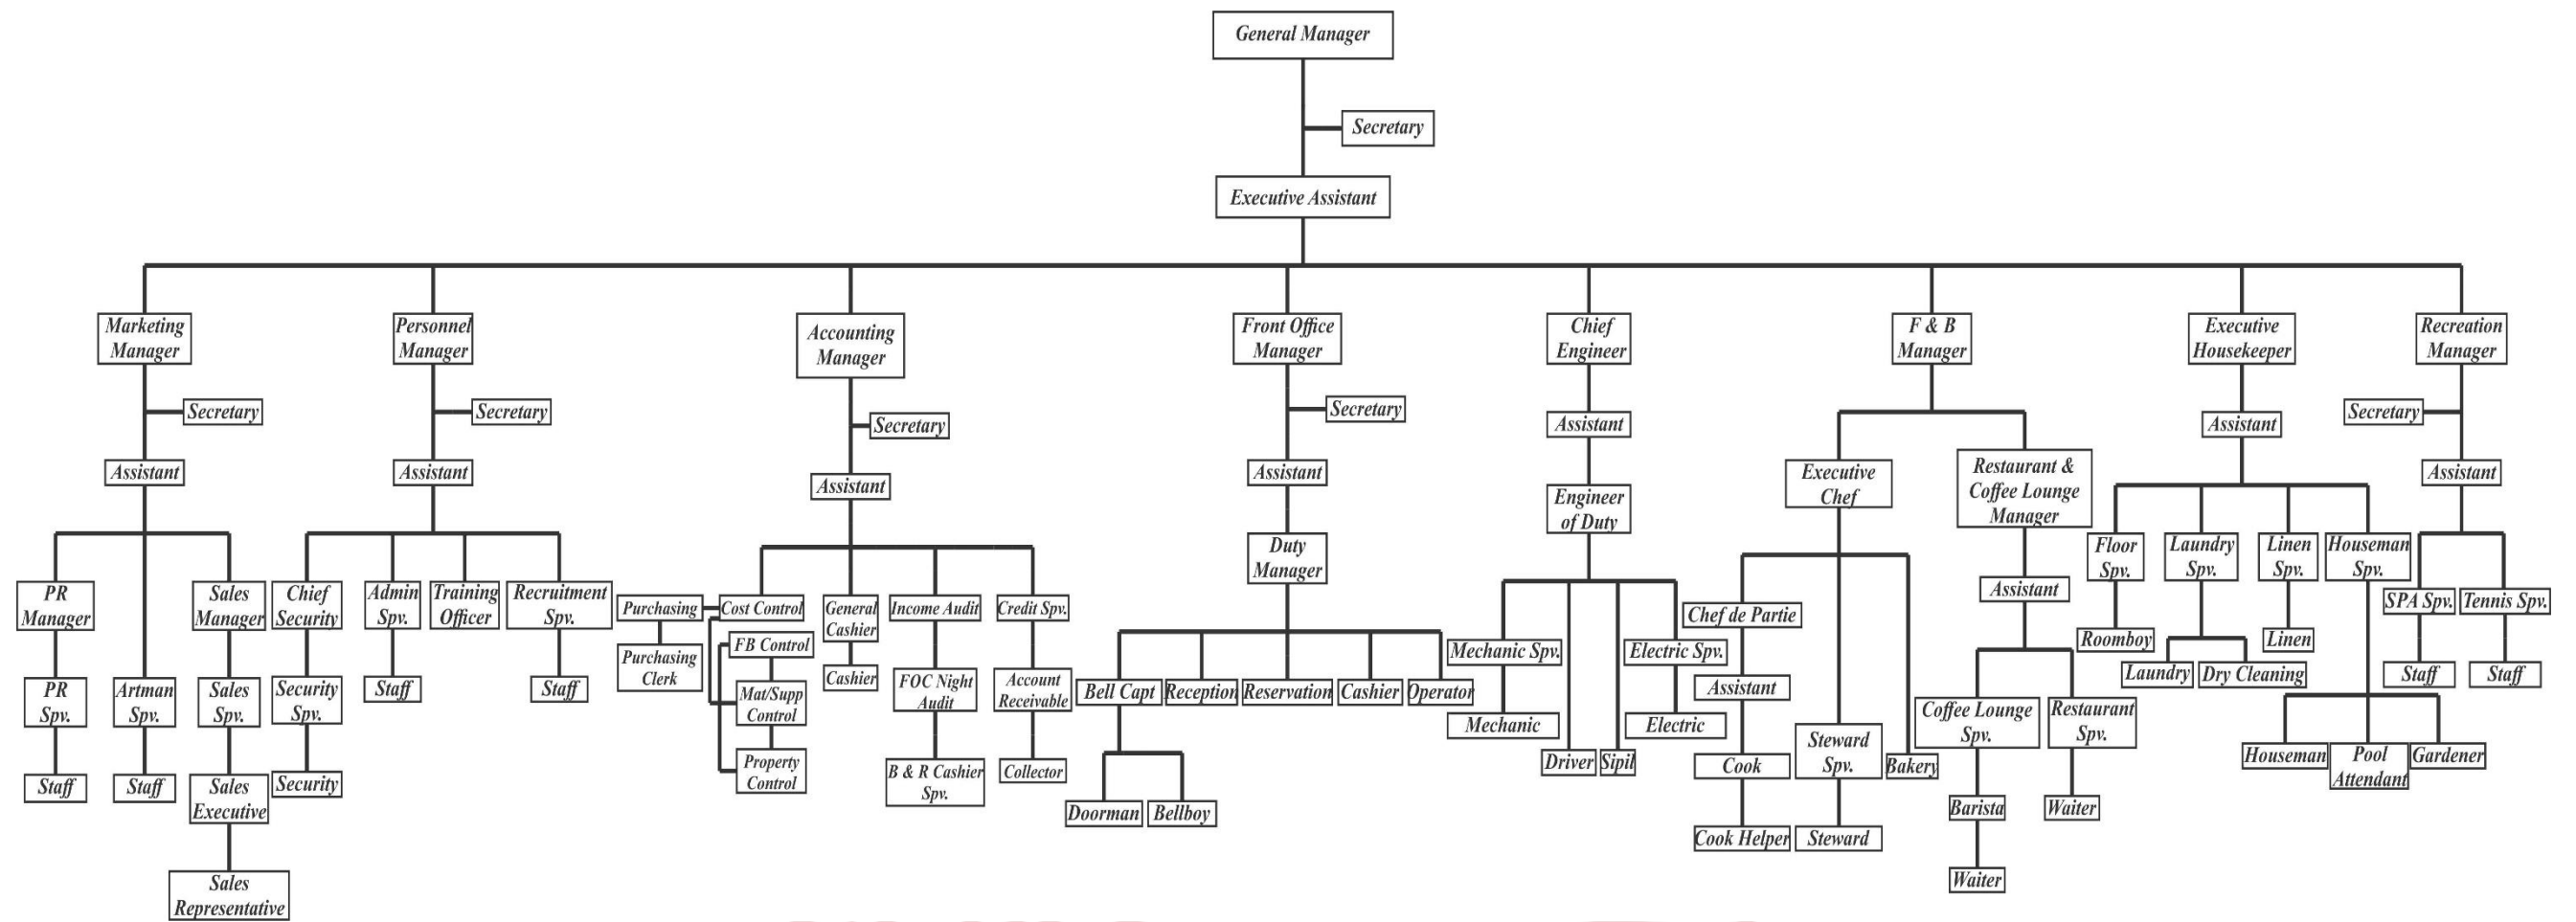 General Manager
Secretary
Executive Assistant
Marketing
Manager
Secretary
Assistant
PR
Manager
PR
Spv.
Staff
Artman
Spv.
Staff
Sales
Manager
Sales
Spv.
Sales
Executive
Sales
Representative
Personnel
Manager
Secretary
Assistant
Chief
Security
Security
Spv.
Security
Admin
Spv.
Staff
Training
Officer
Recruitment
Spv.
Staff
Accounting
Manager
Secretary
Assistant
Purchasing
Purchasing
Clerk
Cost Control
FB Control
Mat/Supp
Control
Property
Control
General
Cashier
Cashier
Income Audit
FOC Night
Audit
B & R Cashier
Spv.
Credit Spv.
Account
Receivable
Collector
Front Office
Manager
Secretary
Assistant
Duty
Manager
Bell Capt
Doorman
Bellboy
Reception
Reservation
Cashier
Operator
Chief
Engineer
Assistant
Engineer
of Duty
Mechanic Spv.
Mechanic
Driver
Sipil
Electric Spv.
Electric
F & B
Manager
Executive
Chef
Chef de Partie
Assistant
Cook
Cook Helper
Steward
Spv.
Steward
Bakery
Restaurant &
Coffee Lounge
Manager
Assistant
Coffee Lounge
Spv.
Barista
Waiter
Restaurant
Spv.
Waiter
Executive
Housekeeper
Assistant
Floor
Spv.
Roomboy
Laundry
Spv.
Laundry
Dry Cleaning
Linen
Spv.
Linen
Houseman
Spv.
Houseman
Pool
Attendant
Gardener
Recreation
Manager
Secretary
Assistant
SPA Spv.
Staff
Tennis Spv.
Staff